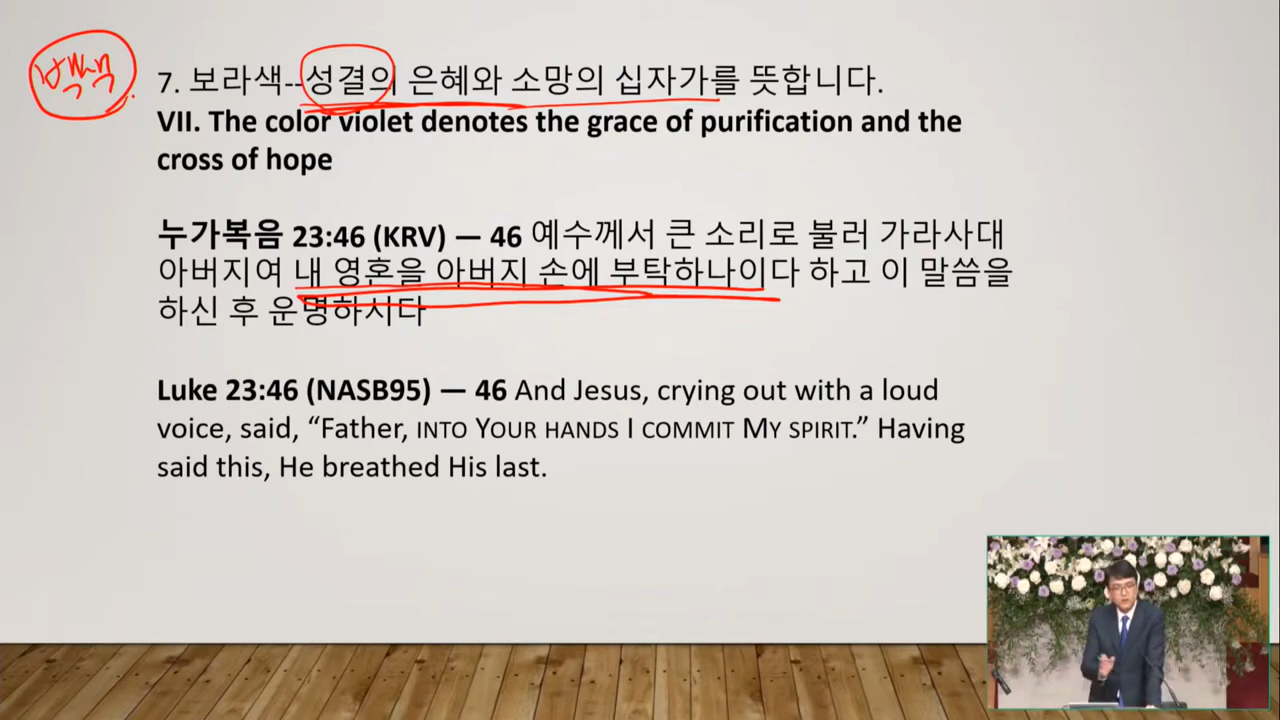 7. 보라색--성결의 은혜와 소망의 십자가를 뜻합니다.
VII. The color violet denotes the grace of purification and the
cross of hope
누가복음 23:46 (KRV) — 46 예수께서 큰 소리로 불러 가라사대
아버지여 내 영혼을 아버지 손에 부탁하나이다 하고 이 말씀을
하신 후 운명하시다
Luke 23:46 (NASB95) — 46 And Jesus, crying out with a loud
voice, said, “Father, INTO YOUR HANDS I COMMIT MY SPIRIT.” Having
said this, He breathed His last.